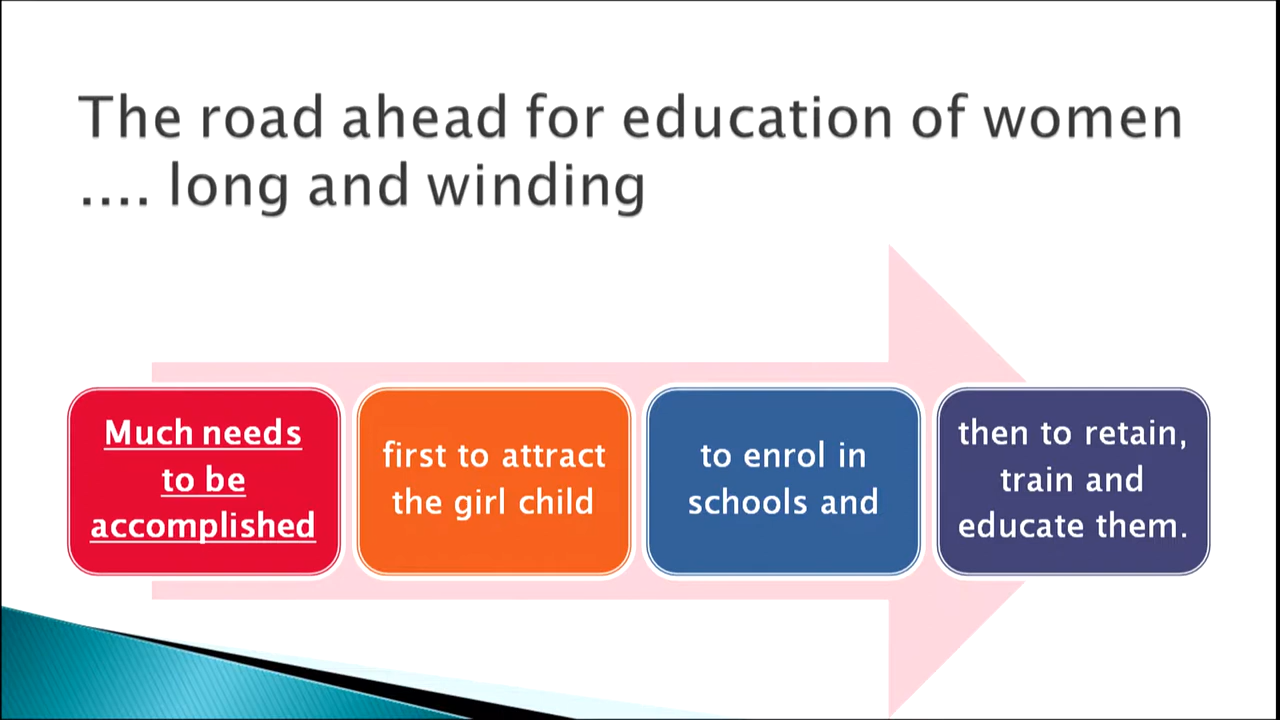 The road ahead for education of women
.... long and winding
Much needs
to be
accomplished
first to attract
the girl child
to enrol in
schools and
then to retain,
train and
educate them.